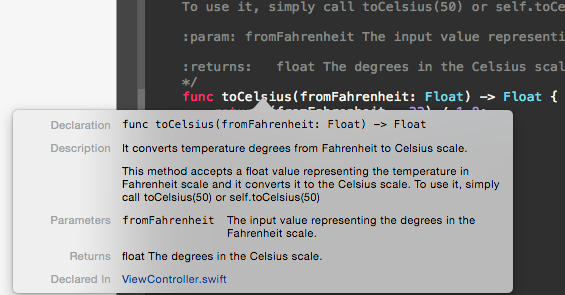 To use it, simply call toCelsius(50) or self.toCe
:param: fromFahrenheit The input value representi
:returns: float The degrees in the Celsius scal
*/
func toCelsius(fromFahrenheit: Float) -> Float {
Declaration func toCelsius(fromFahrenheit: Float) -> Float
Description It converts temperature degrees from Fahrenheit to Celsius scale.
This method accepts a float value representing the temperature in
Fahrenheit scale and it converts it to the Celsius scale. To use it, simply
call toCelsius(50) or self.toCelsius(50)
Parameters fromFahrenheit The input value representing the degrees in the
Fahrenheit scale.
Returns float The degrees in the Celsius scale.
Declared In ViewController.swift